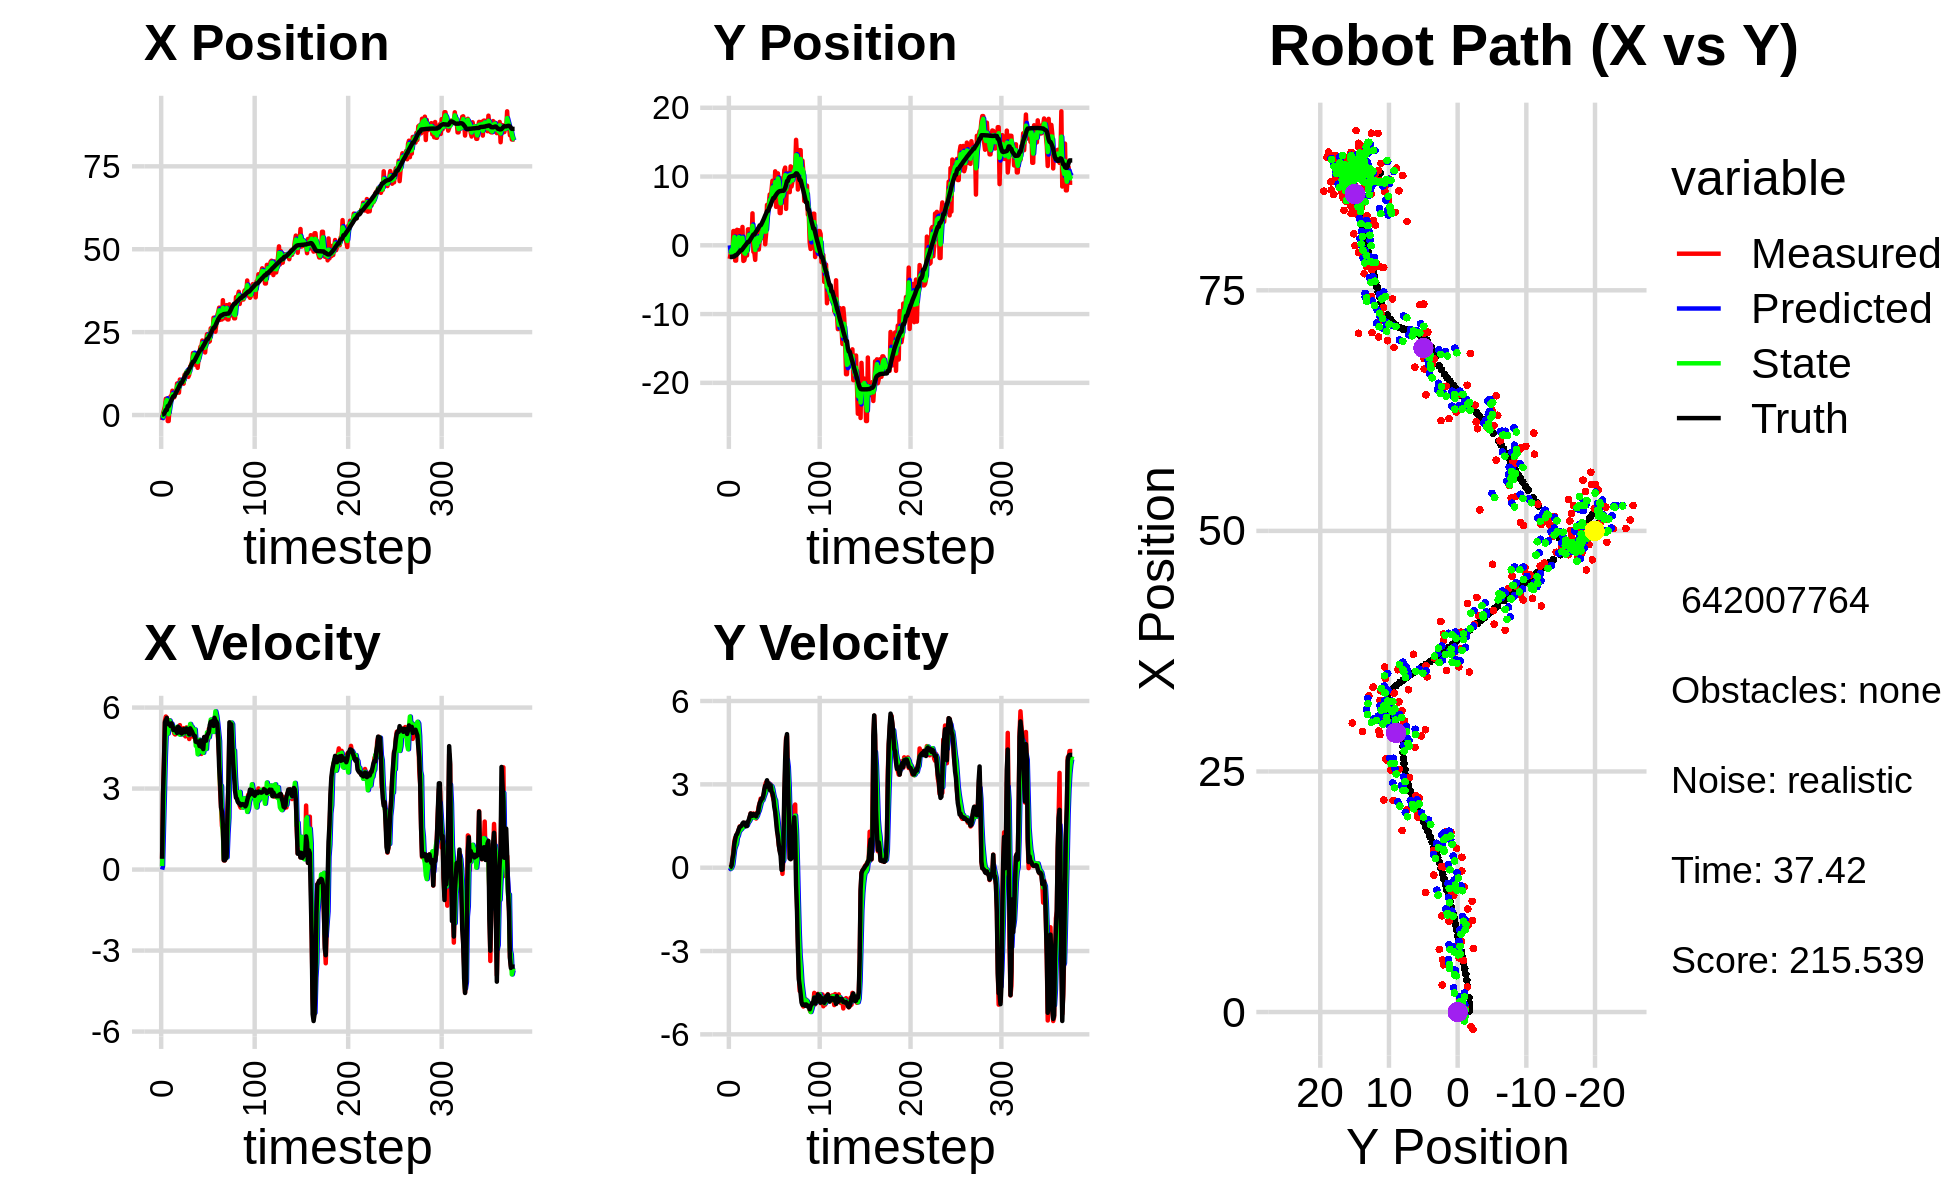 X Position
75
50
25
0
0
100
200
300
timestep
Y Position
20
10
0
-10
-20
0
100
200
300
timestep
X Velocity
6
3
0
-3
-6
0
100
200
300
timestep
Y Velocity
6
3
0
-3
-6
0
100
200
300
timestep
Robot Path (X vs Y)
X Position
75
50
25
0
20 10 0 -10 -20
Y Position
variable
Measured
Predicted
State
Truth
642007764
Obstacles: none
Noise: realistic
Time: 37.42
Score: 215.539